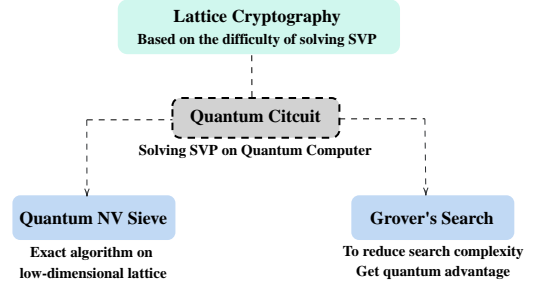 Lattice Cryptography
Based on the difficulty of solving SVP
Quantum Citcuit
Solving SVP on Quantum Computer
Quantum NV Sieve
Exact algorithm on
low-dimensional lattice
Grover's Search
To reduce search complexity
Get quantum advantage